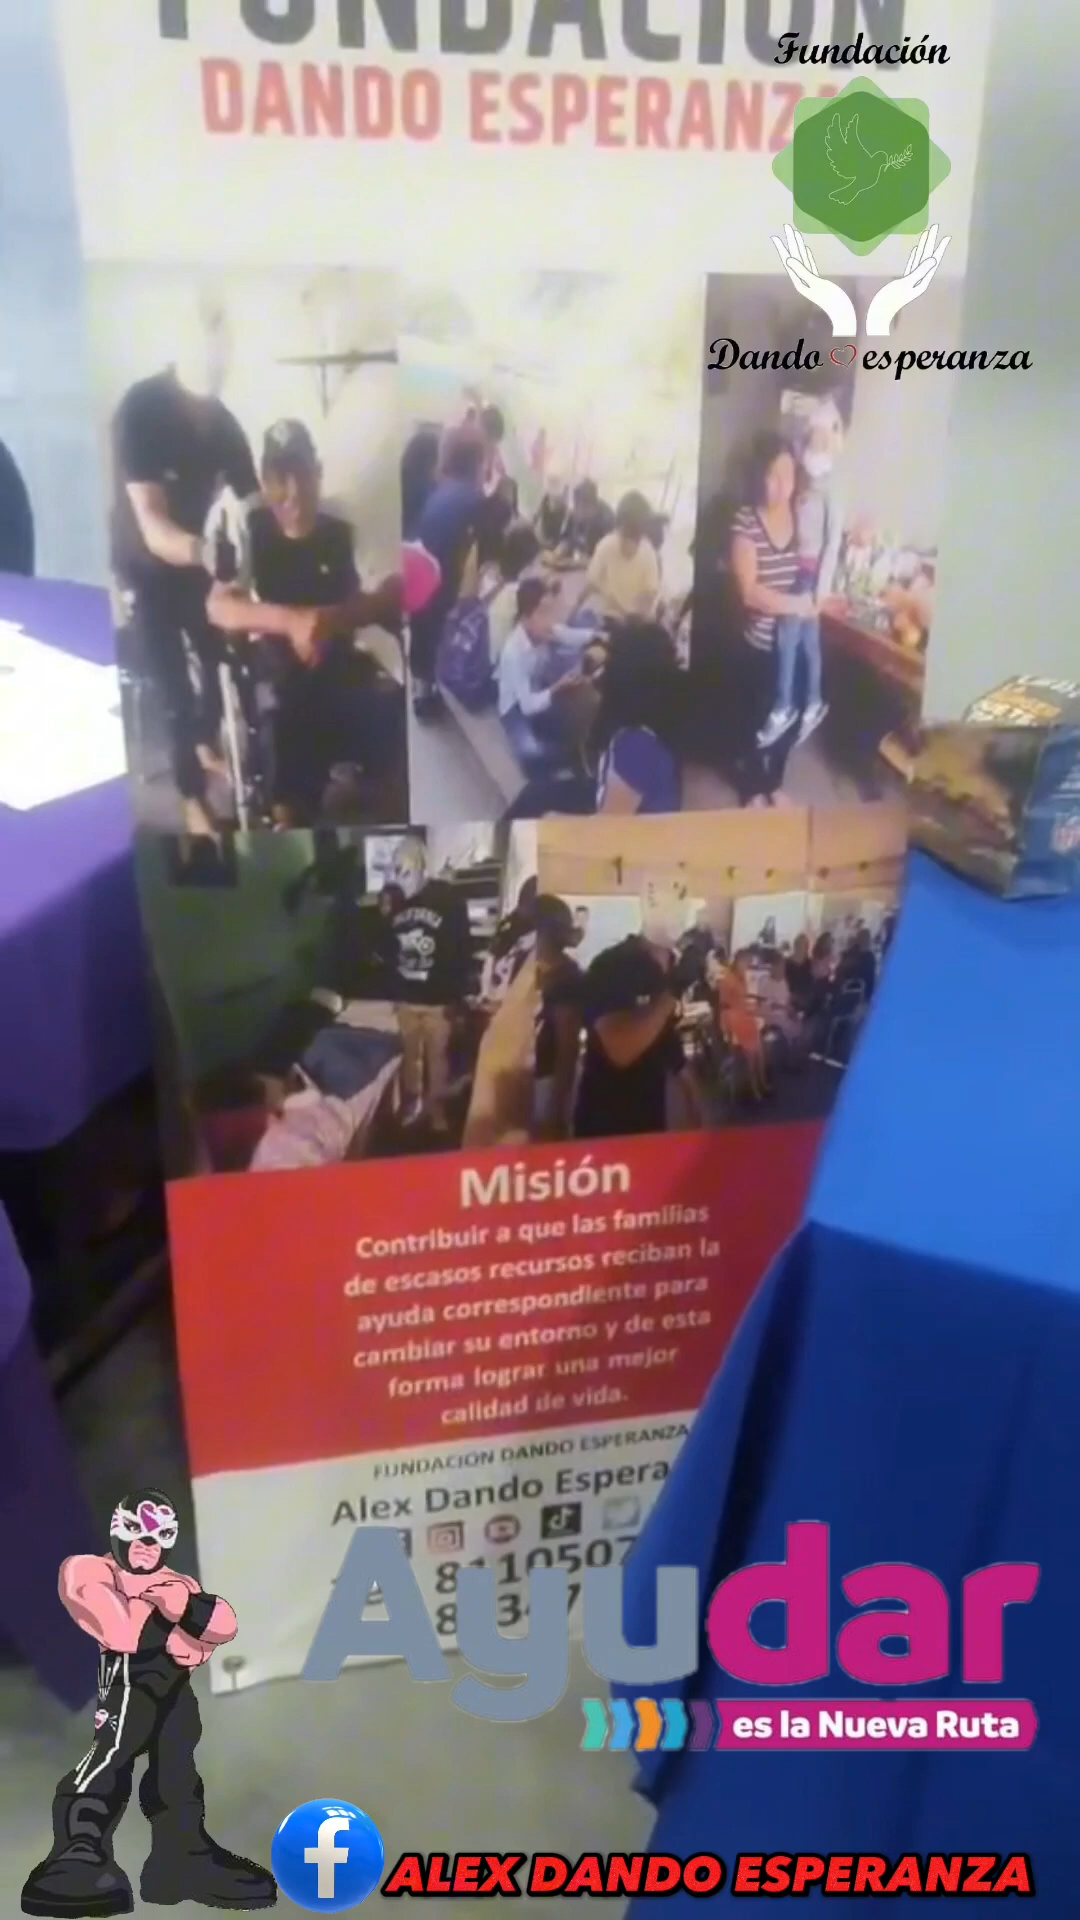 FUNDACIÓN
DANDO ESPERANZA
Fundación
Dando esperanza
Misión
Contribuir a que las familias
de escasos recursos reciban la
ayuda correspondiente para
cambiar su entorno y de esta
forma lograr una mejor
calidad de vida.
FUNDACION DANDO ESPERANZA
Alex Dando Espera
Ayudar
es la Nueva Ruta
f
ALEX DANDO ESPERANZA